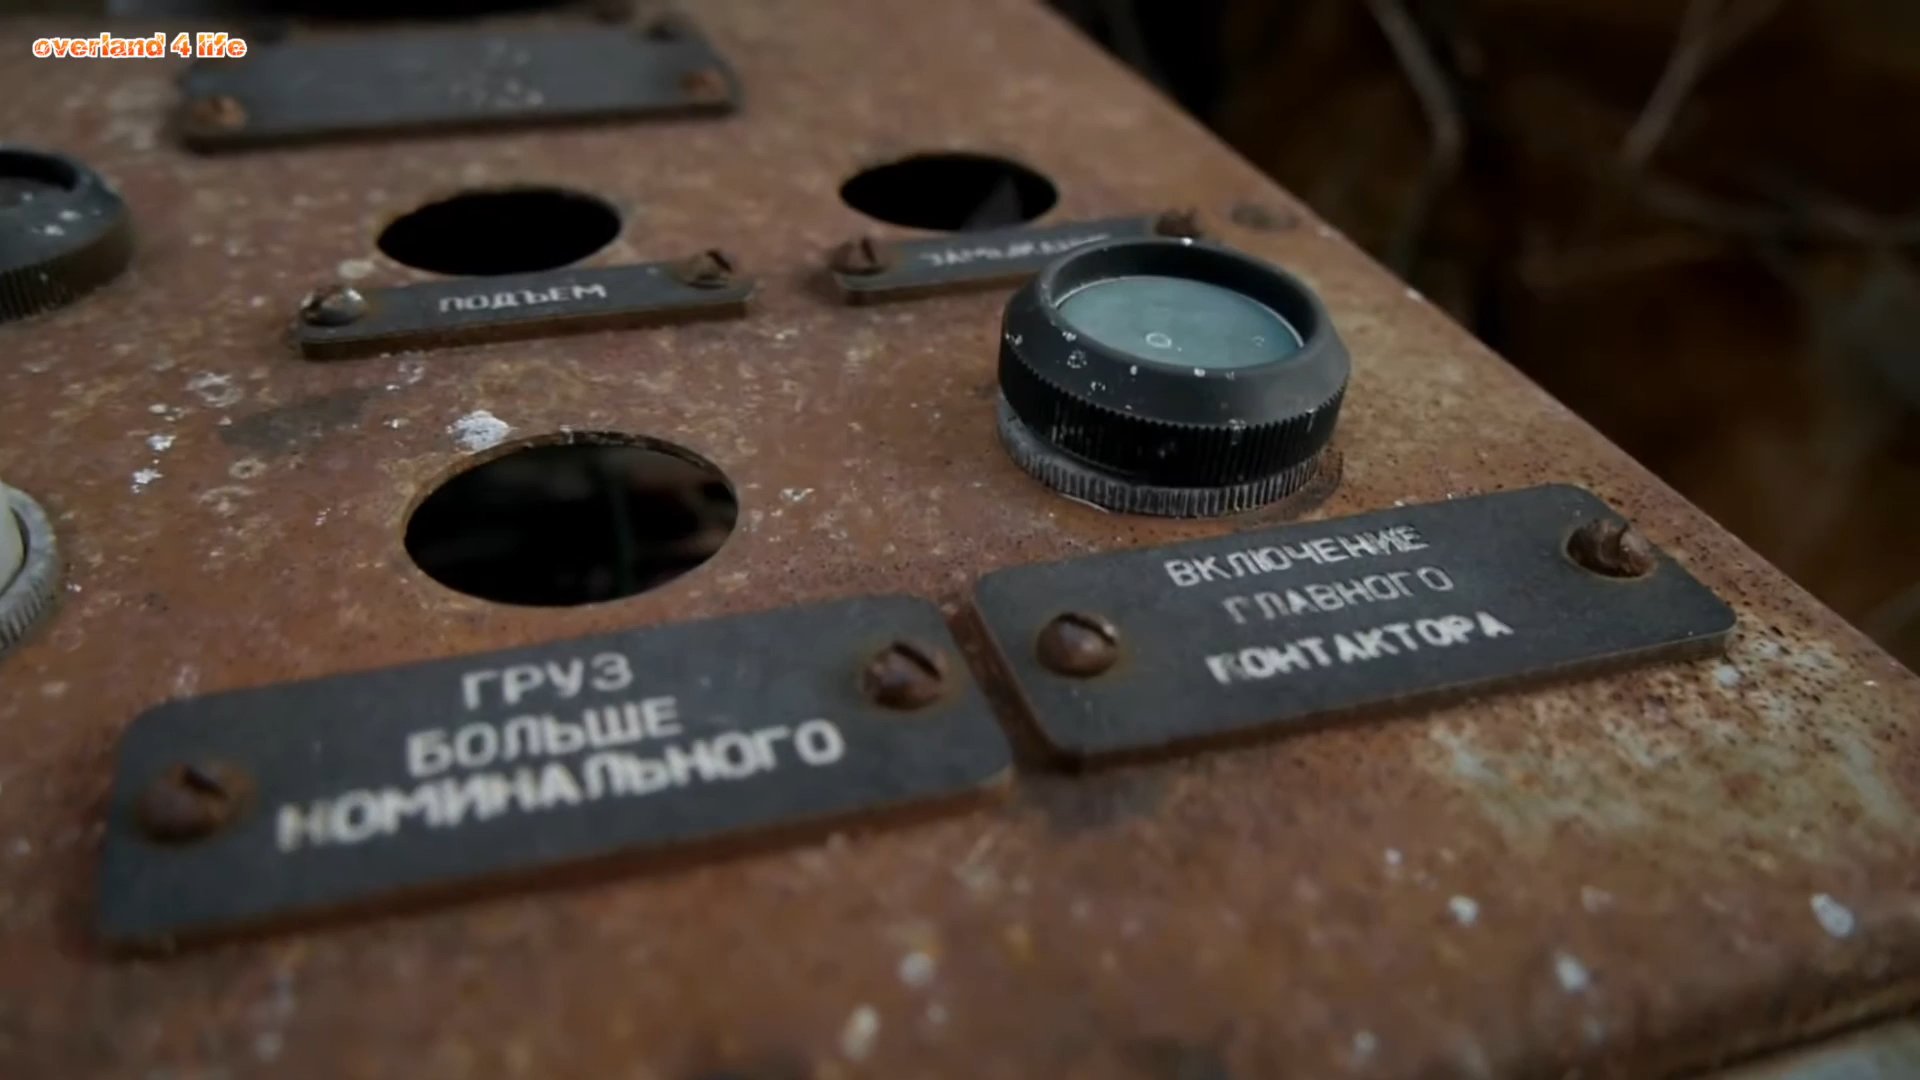 overland 4 life
ПОДЪЕМ
ГРУЗ
БОЛЬШЕ
НОМИНАЛЬНОГО
ВКЛЮЧЕНИЕ
ГЛАВНОГО
КОНТАКТОРА